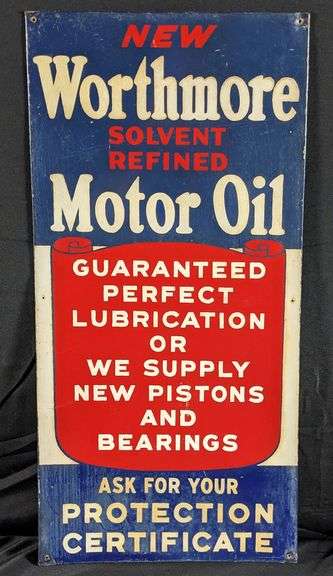 NEW
Worthmore
SOLVENT
REFINED
Motor Oil
GUARANTEED
PERFECT
LUBRICATION
OR
WE SUPPLY
NEW PISTONS
AND
BEARINGS
ASK FOR YOUR
PROTECTION
CERTIFICATE